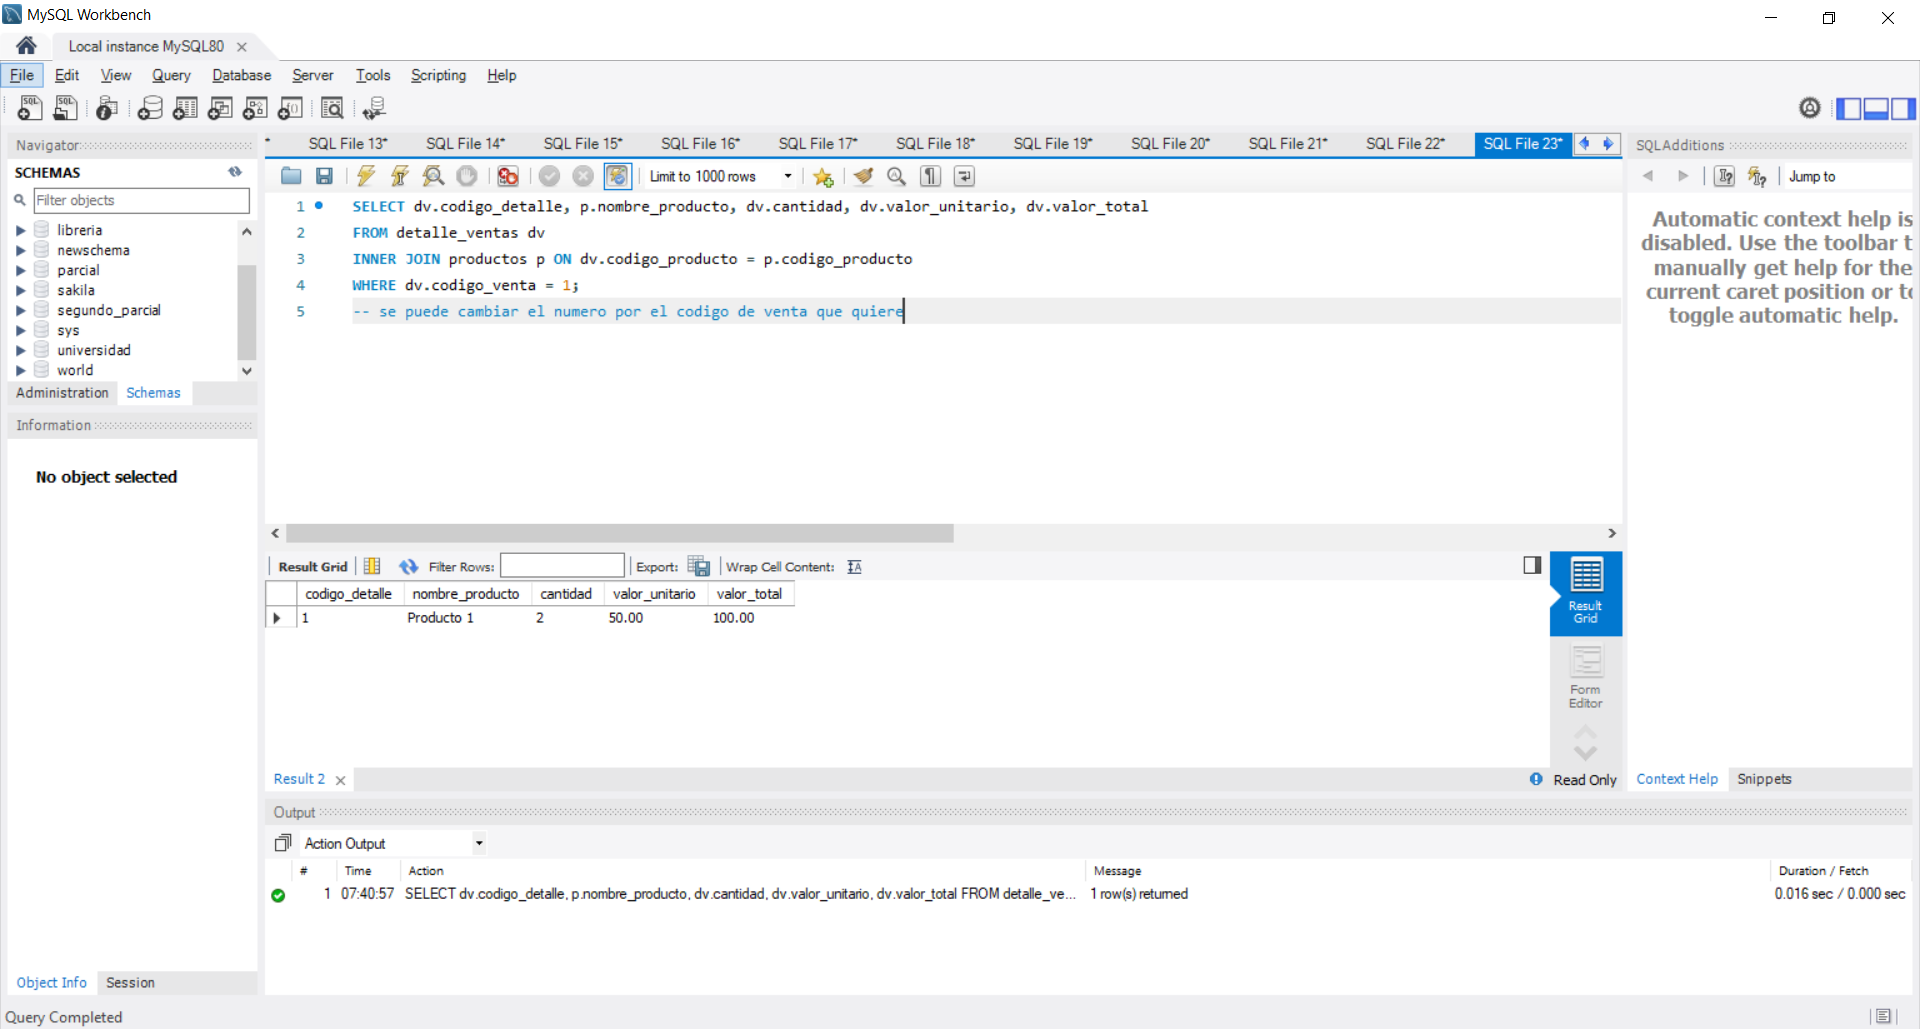 MySQL Workbench
Local instance MySQL80
File Edit View Query Database Server Tools Scripting Help
Navigator
SCHEMAS
Filter objects
libreria
newschema
parcial
sakila
segundo_parcial
sys
universidad
world
Administration Schemas
Information
No object selected
Object Info Session
* SQL File 13* SQL File 14* SQL File 15* SQL File 16* SQL File 17* SQL File 18* SQL File 19* SQL File 20* SQL File 21* SQL File 22* SQL File 23*
Limit to 1000 rows
1 SELECT dv.codigo_detalle, p.nombre_producto, dv.cantidad, dv.valor_unitario, dv.valor_total
2 FROM detalle_ventas dv
3 INNER JOIN productos p ON dv.codigo_producto = p.codigo_producto
4 WHERE dv.codigo_venta = 1;
5 -- se puede cambiar el numero por el codigo de venta que quiere
Result Grid Filter Rows: Export: Wrap Cell Content:
codigo_detalle nombre_producto cantidad valor_unitario valor_total
1 Producto 1 2 50.00 100.00
Result Grid
Form Editor
Result 2
Read Only
SQLAdditions
Jump to
Automatic context help is
disabled. Use the toolbar t
manually get help for the
current caret position or to
toggle automatic help.
Context Help Snippets
Output
Action Output
# Time Action Message Duration / Fetch
1 07:40:57 SELECT dv.codigo_detalle, p.nombre_producto, dv.cantidad, dv.valor_unitario, dv.valor_total FROM detalle_ve... 1 row(s) returned 0.016 sec / 0.000 sec
Query Completed